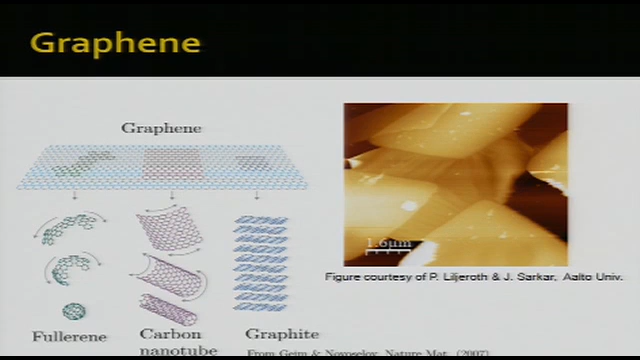 Graphene
Graphene
1.6µm
Figure courtesy of P. Liljeroth & J. Sarkar, Aalto Univ.
Fullerene
Carbon
nanotube
Graphite
From Geim & Novoselov, Nature Mat. (2007)